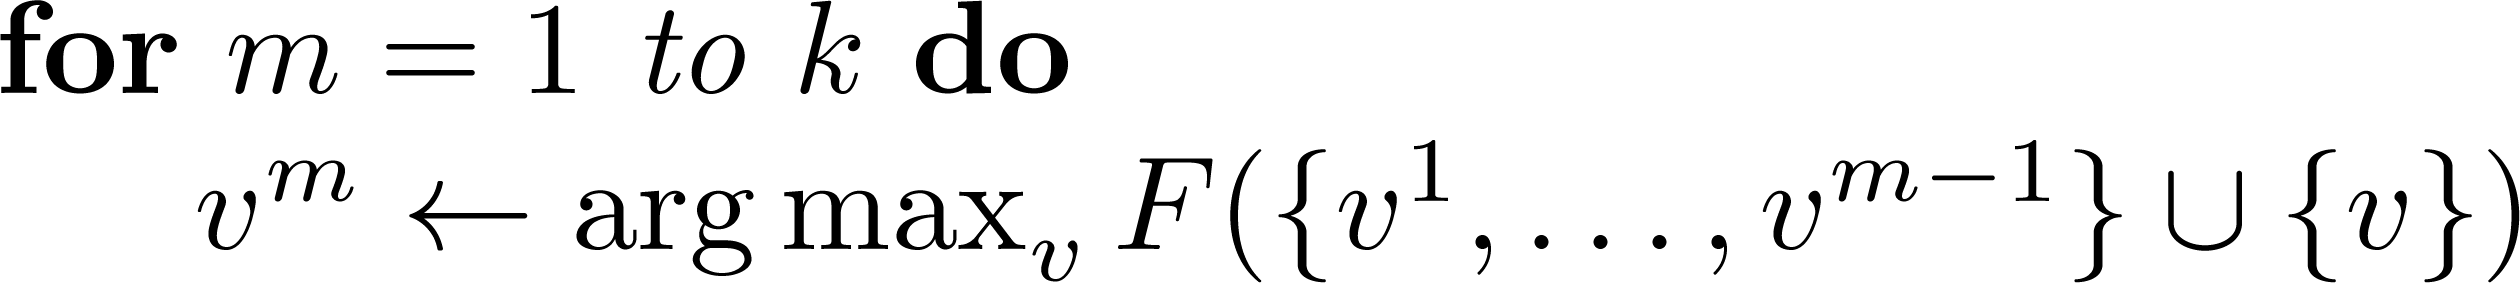 for m = 1 to k do
v^m ← arg max_v F({v^1, . . . , v^{m−1}} ∪ {v})